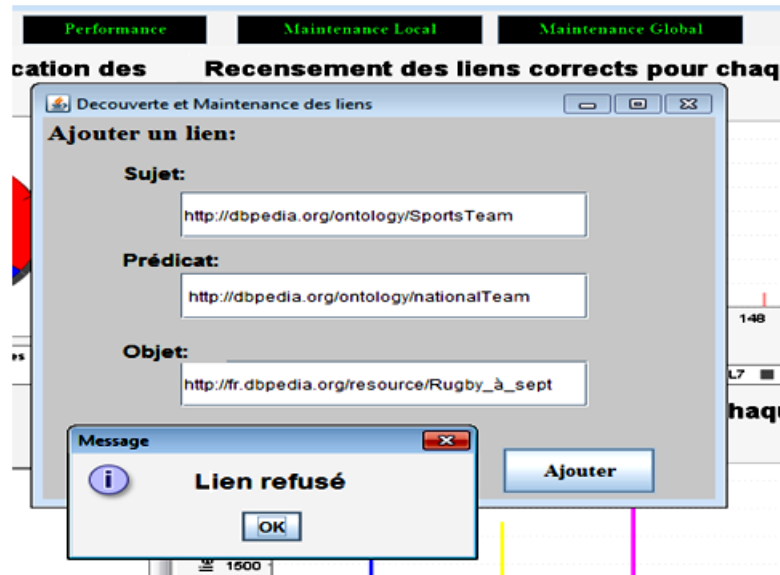 Performance Maintenance Local Maintenance Global
cation des Recensement des liens corrects pour chaq
Decouverte et Maintenance des liens
Ajouter un lien:
Sujet:
http://dbpedia.org/ontology/SportsTeam
Prédicat:
http://dbpedia.org/ontology/nationalTeam
148
Objet:
es
http://fr.dbpedia.org/resource/Rugby_à_sept
L7
haqu
Message
Lien refusé
Ajouter
OK
1500